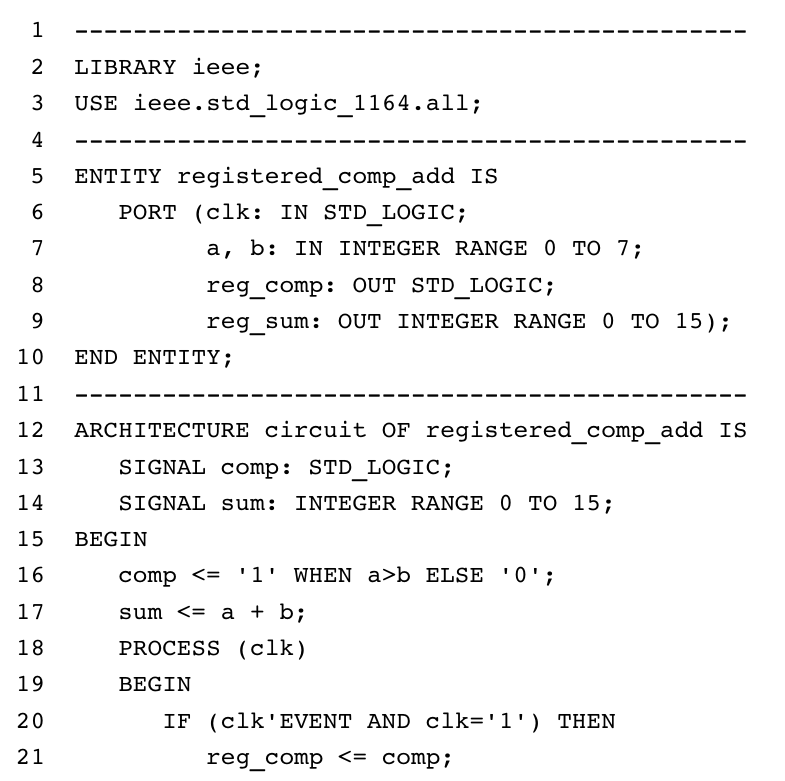 1 ----------------------------------------------
2 LIBRARY ieee;
3 USE ieee.std_logic_1164.all;
4 ----------------------------------------------
5 ENTITY registered_comp_add IS
6    PORT (clk: IN STD_LOGIC;
7          a, b: IN INTEGER RANGE 0 TO 7;
8          reg_comp: OUT STD_LOGIC;
9          reg_sum: OUT INTEGER RANGE 0 TO 15);
10 END ENTITY;
11 ----------------------------------------------
12 ARCHITECTURE circuit OF registered_comp_add IS
13    SIGNAL comp: STD_LOGIC;
14    SIGNAL sum: INTEGER RANGE 0 TO 15;
15 BEGIN
16    comp <= '1' WHEN a>b ELSE '0';
17    sum <= a + b;
18    PROCESS (clk)
19    BEGIN
20       IF (clk'EVENT AND clk='1') THEN
21          reg_comp <= comp;